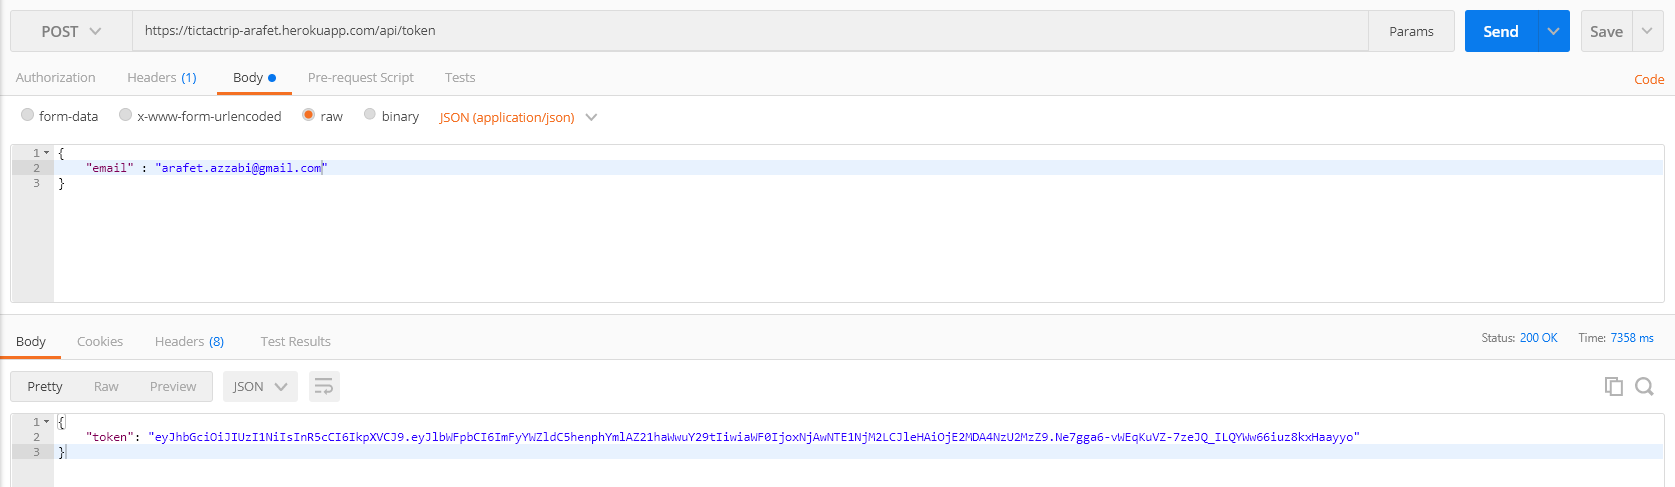 POST https://tictactrip-arafet.herokuapp.com/api/token Params Send Save
Authorization Headers (1) Body Pre-request Script Tests Code
form-data x-www-form-urlencoded raw binary JSON (application/json)
1 {
2 "email" : "arafet.azzabi@gmail.com"
3 }
Body Cookies Headers (8) Test Results Status: 200 OK Time: 7358 ms
Pretty Raw Preview JSON
1 {
2 "token": "eyJhbGciOiJIUzI1NiIsInR5cCI6IkpXVCJ9.eyJlbWFpbCI6ImFyYWZldC5henphYmlAZ21haWwuY29tIiwiaWF0IjoxNjAwNTE1NjM2LCJleHAiOjE2MDA4NzU2MzZ9.Ne7gga6-vWEqKuVZ-7zeJQ_ILQYWw66iuz8kxHaayyo"
3 }